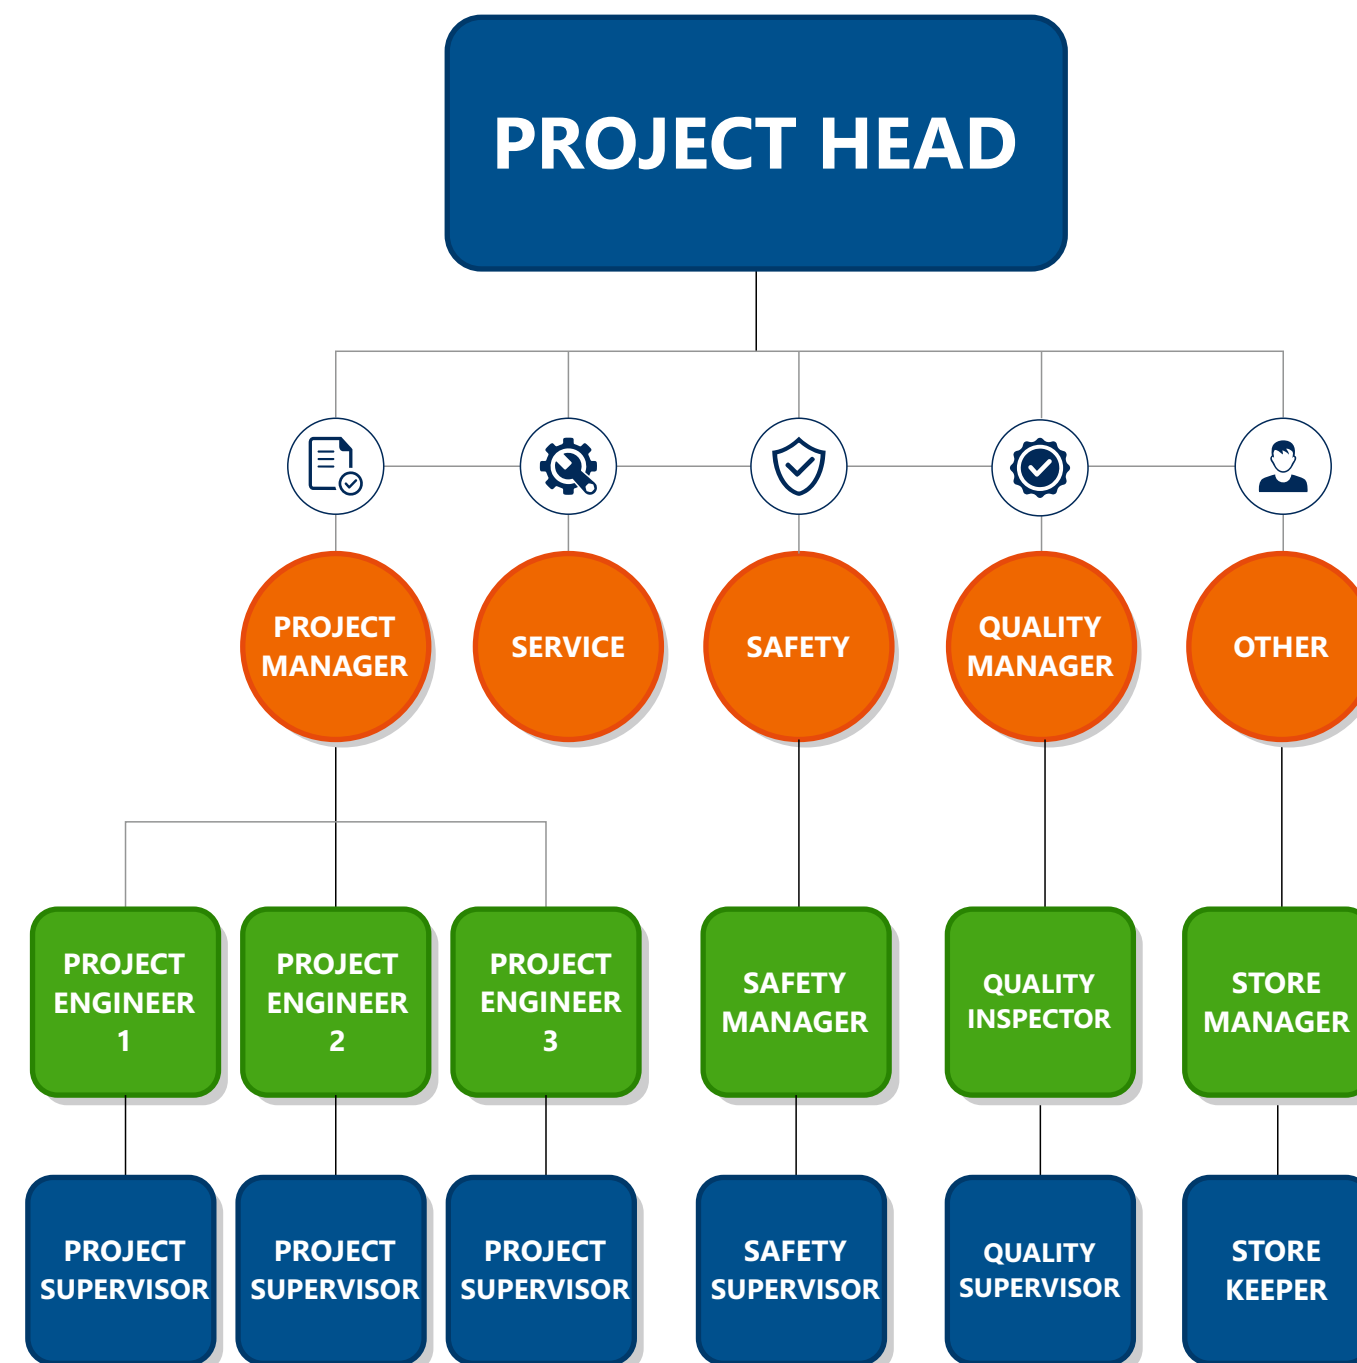 PROJECT HEAD
PROJECT
MANAGER
SERVICE
SAFETY
QUALITY
MANAGER
OTHER
PROJECT
ENGINEER
1
PROJECT
ENGINEER
2
PROJECT
ENGINEER
3
SAFETY
MANAGER
QUALITY
INSPECTOR
STORE
MANAGER
PROJECT
SUPERVISOR
PROJECT
SUPERVISOR
PROJECT
SUPERVISOR
SAFETY
SUPERVISOR
QUALITY
SUPERVISOR
STORE
KEEPER